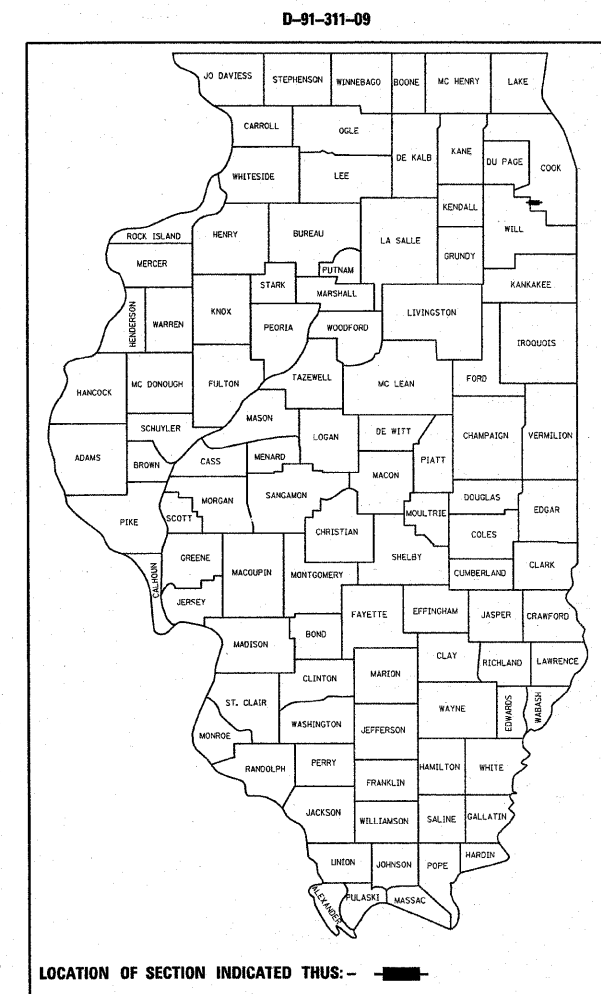 D-91-311-09
JO DAVIESS STEPHENSON WINNEBAGO BOONE MC HENRY LAKE
CARROLL OGLE DE KALB KANE DU PAGE COOK
WHITESIDE LEE
KENDALL
ROCK ISLAND HENRY BUREAU LA SALLE WILL
MERCER PUTNAM GRUNDY
STARK MARSHALL KANKAKEE
HENDERSON WARREN KNOX PEORIA WOODFORD LIVINGSTON IROQUOIS
TAZEWELL
HANCOCK MC DONOUGH FULTON MC LEAN FORD
MASON
SCHUYLER LOGAN DE WITT CHAMPAIGN VERMILION
ADAMS BROWN CASS MENARD PIATT
MACON
MORGAN SANGAMON DOUGLAS
PIKE SCOTT CHRISTIAN MOULTRIE EDGAR
COLES
GREENE MACOUPIN SHELBY
CALHOUN MONTGOMERY CUMBERLAND CLARK
JERSEY FAYETTE EFFINGHAM JASPER CRAWFORD
MADISON BOND
CLAY RICHLAND LAWRENCE
CLINTON MARION
ST. CLAIR WAYNE EDWARDS WABASH
WASHINGTON JEFFERSON
MONROE
RANDOLPH PERRY HAMILTON WHITE
FRANKLIN
JACKSON WILLIAMSON SALINE GALLATIN
UNION JOHNSON POPE HARDIN
ALEXANDER PULASKI MASSAC
LOCATION OF SECTION INDICATED THUS: -